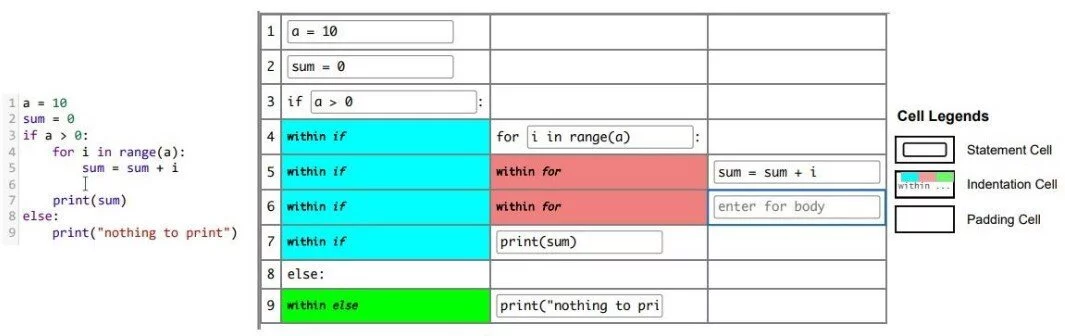 1 a = 10
2 sum = 0
3 if a > 0:
4 for i in range(a):
5 sum = sum + i
6
7 print(sum)
8 else:
9 print("nothing to print")
1 a = 10
2 sum = 0
3 if a > 0 :
4 within if for i in range(a) :
5 within if within for sum = sum + i
6 within if within for enter for body
7 within if print(sum)
8 else:
9 within else print("nothing to pri
Cell Legends
Statement Cell
within ... Indentation Cell
Padding Cell